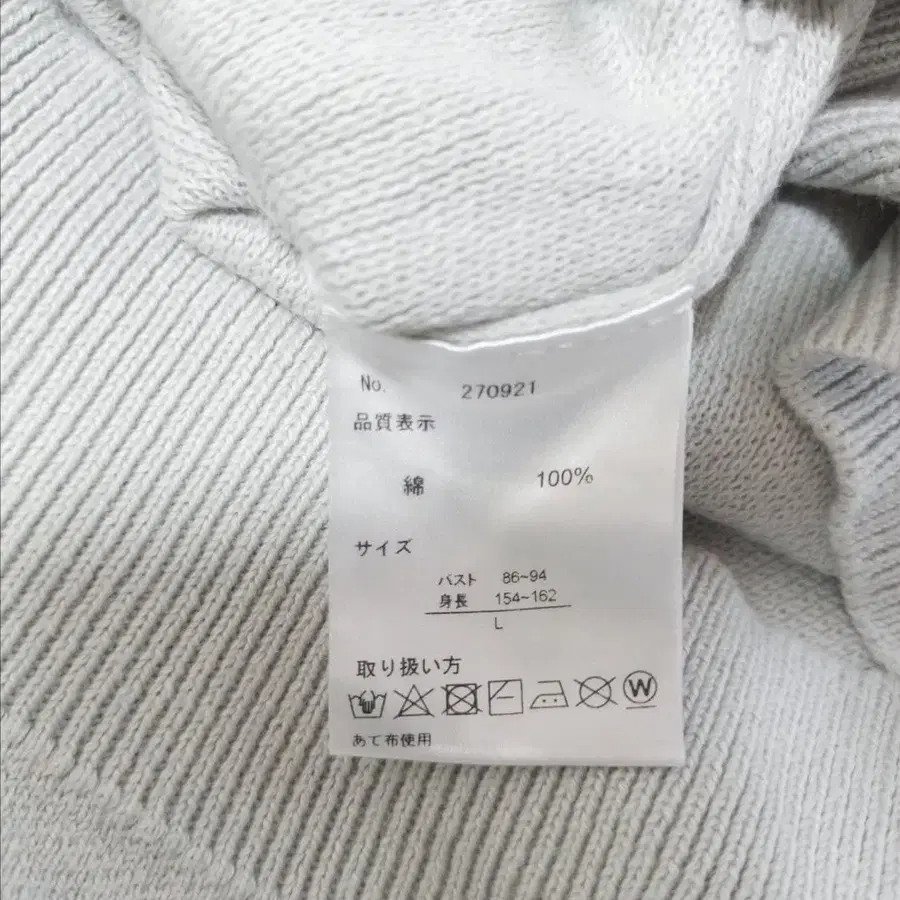 No. 270921
品質表示
綿 100%
サイズ
バスト 86~94
身長 154~162
L
取り扱い方
W
あて布使用